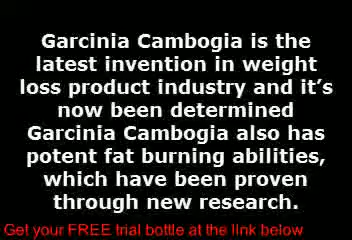 Garcinia Cambogia is the
latest invention in weight
loss product industry and it's
now been determined
Garcinia Cambogia also has
potent fat burning abilities,
which have been proven
through new research.
Get your FREE trial bottle at the link below